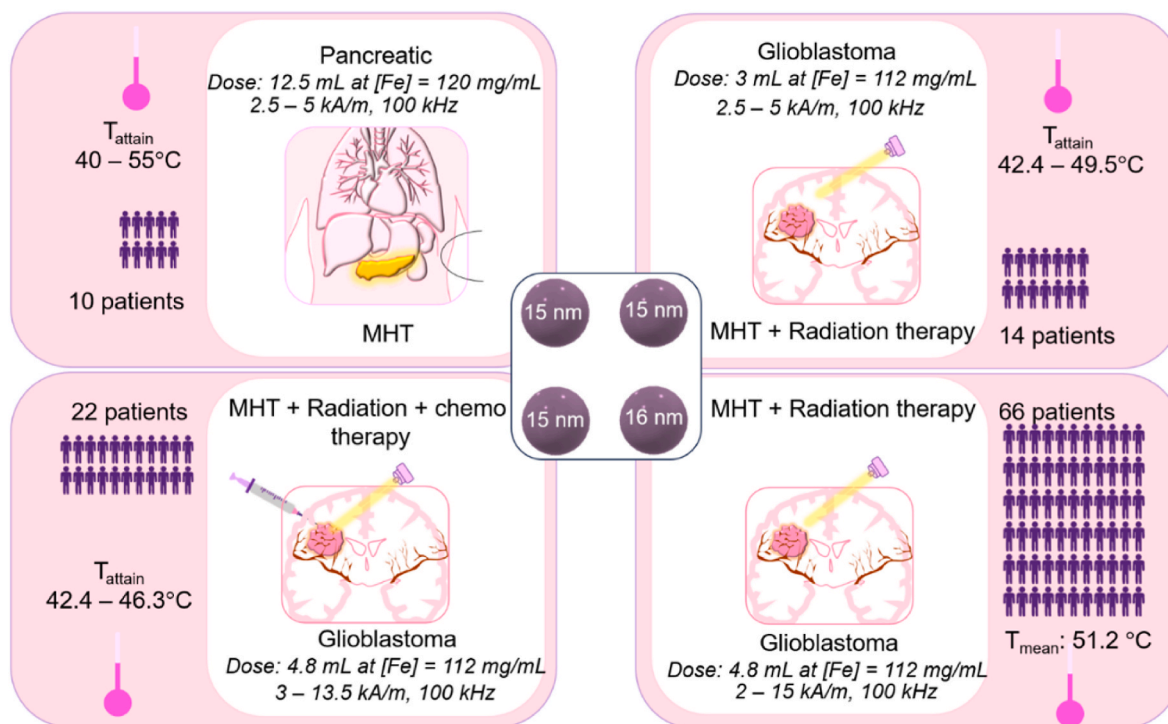 Pancreatic
Dose: 12.5 mL at [Fe] = 120 mg/mL
2.5 – 5 kA/m, 100 kHz
T_attain
40 – 55°C
10 patients
MHT
Glioblastoma
Dose: 3 mL at [Fe] = 112 mg/mL
2.5 – 5 kA/m, 100 kHz
T_attain
42.4 – 49.5°C
MHT + Radiation therapy
14 patients
15 nm
15 nm
15 nm
16 nm
22 patients
MHT + Radiation + chemo
therapy
T_attain
42.4 – 46.3°C
Glioblastoma
Dose: 4.8 mL at [Fe] = 112 mg/mL
3 – 13.5 kA/m, 100 kHz
MHT + Radiation therapy
66 patients
Glioblastoma
Dose: 4.8 mL at [Fe] = 112 mg/mL
2 – 15 kA/m, 100 kHz
T_mean: 51.2 °C